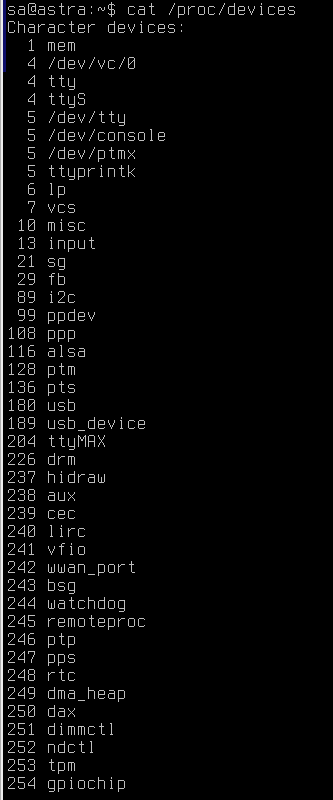 sa@astra:~$ cat /proc/devices
Character devices:
  1 mem
  4 /dev/vc/0
  4 tty
  4 ttyS
  5 /dev/tty
  5 /dev/console
  5 /dev/ptmx
  5 ttyprintk
  6 lp
  7 vcs
 10 misc
 13 input
 21 sg
 29 fb
 89 i2c
 99 ppdev
108 ppp
116 alsa
128 ptm
136 pts
180 usb
189 usb_device
204 ttyMAX
226 drm
237 hidraw
238 aux
239 cec
240 lirc
241 vfio
242 wwan_port
243 bsg
244 watchdog
245 remoteproc
246 ptp
247 pps
248 rtc
249 dma_heap
250 dax
251 dimmctl
252 ndctl
253 tpm
254 gpiochip